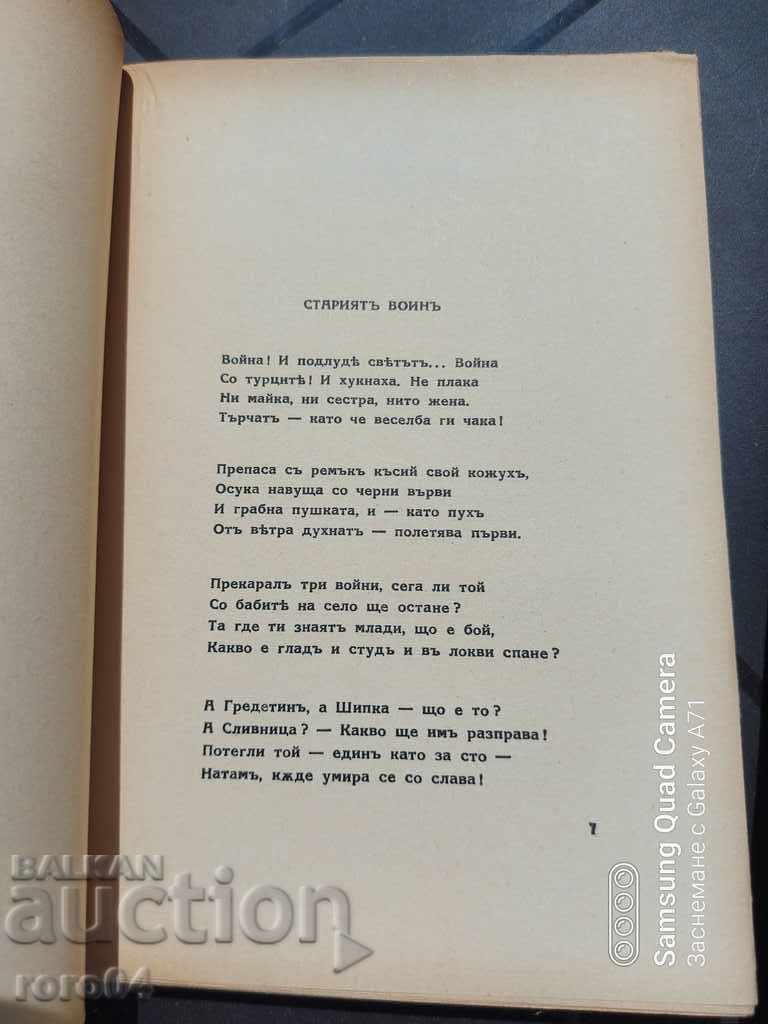 СТАРИЯТЪ ВОИНЪ
Война! И подлудѣ свѣтътъ... Война
Со турцитѣ! И хукнаха. Не плака
Ни майка, ни сестра, нито жена.
Търчатъ — като че веселба ги чака!
Препаса съ ремъкъ късий свой кожухъ,
Осука навуща со черни върви
И грабна пушката, и — като пухъ
Отъ вѣтра духнатъ — полетява първи.
Прекаралъ три войни, сега ли той
Со бабитѣ на село ще остане?
Та где ти знаятъ млади, що е бой,
Какво е гладъ и студъ и въ локви спане?
А Гредетинъ, а Шипка — що е то?
А Сливница? — Какво ще имъ разправа!
Потегли той — единъ като за сто —
Натамъ, кѫде умира се со слава!
7
BALKAN
auction
roro04
Samsung Quad Camera
Заснемане с Galaxy A71